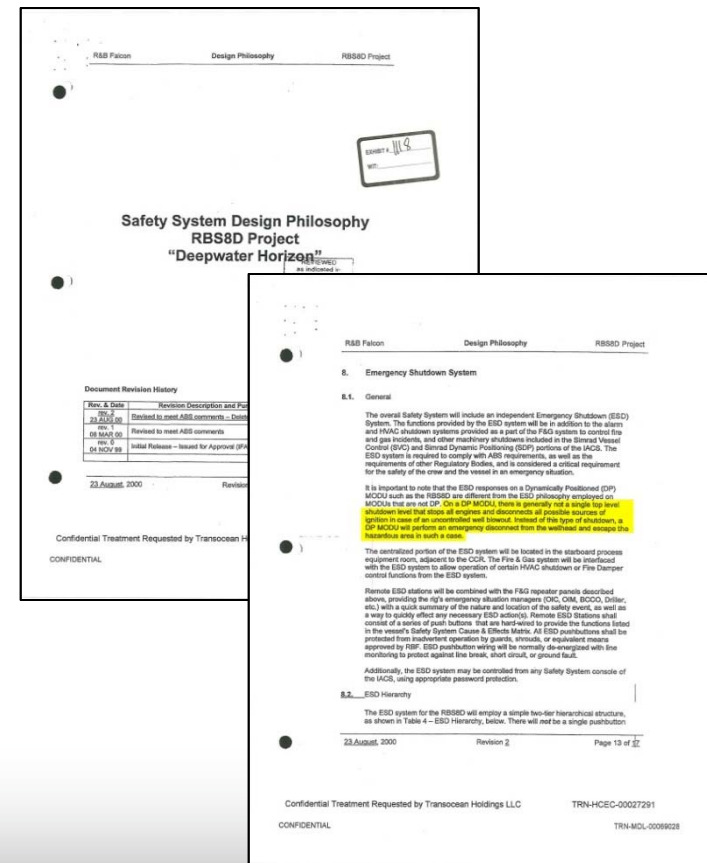 R&B Falcon Design Philosophy RBS8D Project
EXHIBIT # 1118
WIT:
Safety System Design Philosophy
RBS8D Project
"Deepwater Horizon"
REVIEWED
as indicated in
Document Revision History
Rev. & Date Revision Description and Pur
rev. 2
23 AUG 00 Revised to meet ABS comments – Delete
rev. 1
08 MAR 00 Revised to meet ABS comments
rev. 0
04 NOV 99 Initial Release – Issued for Approval (IFA
23 August, 2000 Revision
Confidential Treatment Requested by Transocean H
CONFIDENTIAL
R&B Falcon Design Philosophy RBS8D Project
8. Emergency Shutdown System
8.1. General
The overall Safety System will include an independent Emergency Shutdown (ESD)
System. The functions provided by the ESD system will be in addition to the alarm
and HVAC shutdown systems provided as a part of the F&G system to control fire
and gas incidents, and other machinery shutdowns included in the Simrad Vessel
Control (SVC) and Simrad Dynamic Positioning (SDP) portions of the IACS. The
ESD system is required to comply with ABS requirements, as well as the
requirements of other Regulatory Bodies, and is considered a critical requirement
for the safety of the crew and the vessel in an emergency situation.
It is important to note that the ESD responses on a Dynamically Positioned (DP)
MODU such as the RBS8D are different from the ESD philosophy employed on
MODUs that are not DP. On a DP MODU, there is generally not a single top level
shutdown level that stops all engines and disconnects all possible sources of
ignition in case of an uncontrolled well blowout. Instead of this type of shutdown, a
DP MODU will perform an emergency disconnect from the wellhead and escape the
hazardous area in such a case.
The centralized portion of the ESD system will be located in the starboard process
equipment room, adjacent to the CCR. The Fire & Gas system will be interfaced
with the ESD system to allow operation of certain HVAC shutdown or Fire Damper
control functions from the ESD system.
Remote ESD stations will be combined with the F&G repeater panels described
above, providing the rig's emergency situation managers (OIC, OIM, BCCO, Driller,
etc.) with a quick summary of the nature and location of the safety event, as well as
a way to quickly effect any necessary ESD action(s). Remote ESD Stations shall
consist of a series of push buttons that are hard-wired to provide the functions listed
in the vessel's Safety System Cause & Effects Matrix. All ESD pushbuttons shall be
protected from inadvertent operation by guards, shrouds, or equivalent means
approved by RBF. ESD pushbutton wiring will be normally de-energized with line
monitoring to protect against line break, short circuit, or ground fault.
Additionally, the ESD system may be controlled from any Safety System console of
the IACS, using appropriate password protection.
8.2. ESD Hierarchy
The ESD system for the RBS8D will employ a simple two-tier hierarchical structure,
as shown in Table 4 – ESD Hierarchy, below. There will not be a single pushbutton
23 August, 2000 Revision 2 Page 13 of 17
Confidential Treatment Requested by Transocean Holdings LLC TRN-HCEC-00027291
CONFIDENTIAL TRN-MDL-00069028